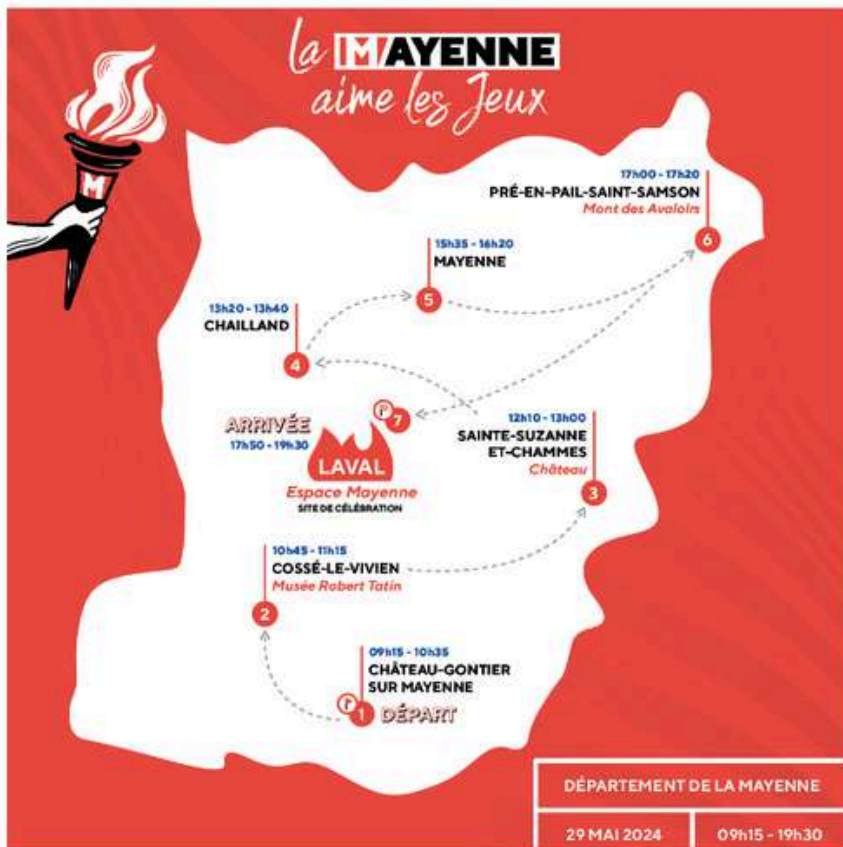 la MAYENNE
aime les Jeux
M
17h00 - 17h20
PRÉ-EN-PAIL-SAINT-SAMSON
Mont des Avaloirs
6
15h35 - 16h20
MAYENNE
5
13h20 - 13h40
CHAILLAND
4
7
ARRIVÉE
17h50 - 19h30
LAVAL
Espace Mayenne
SITE DE CÉLÉBRATION
12h10 - 13h00
SAINTE-SUZANNE
ET-CHAMMES
Château
3
10h45 - 11h15
COSSÉ-LE-VIVIEN
Musée Robert Tatin
2
09h15 - 10h35
CHÂTEAU-GONTIER
SUR MAYENNE
1 DÉPART
DÉPARTEMENT DE LA MAYENNE
29 MAI 2024 09h15 - 19h30